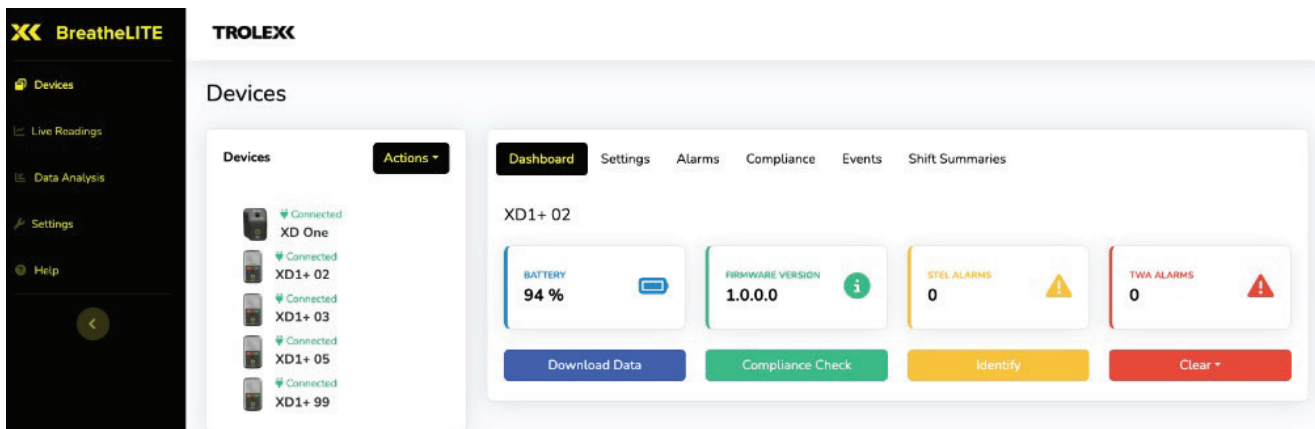 BreatheLITE
TROLEX
Devices
Live Readings
Data Analysis
Settings
Help
Devices
Devices
Actions
Connected
XD One
Connected
XD1+ 02
Connected
XD1+ 03
Connected
XD1+ 05
Connected
XD1+ 99
Dashboard Settings Alarms Compliance Events Shift Summaries
XD1+ 02
BATTERY
94 %
FIRMWARE VERSION
1.0.0.0
STEL ALARMS
0
TWA ALARMS
0
Download Data
Compliance Check
Identify
Clear